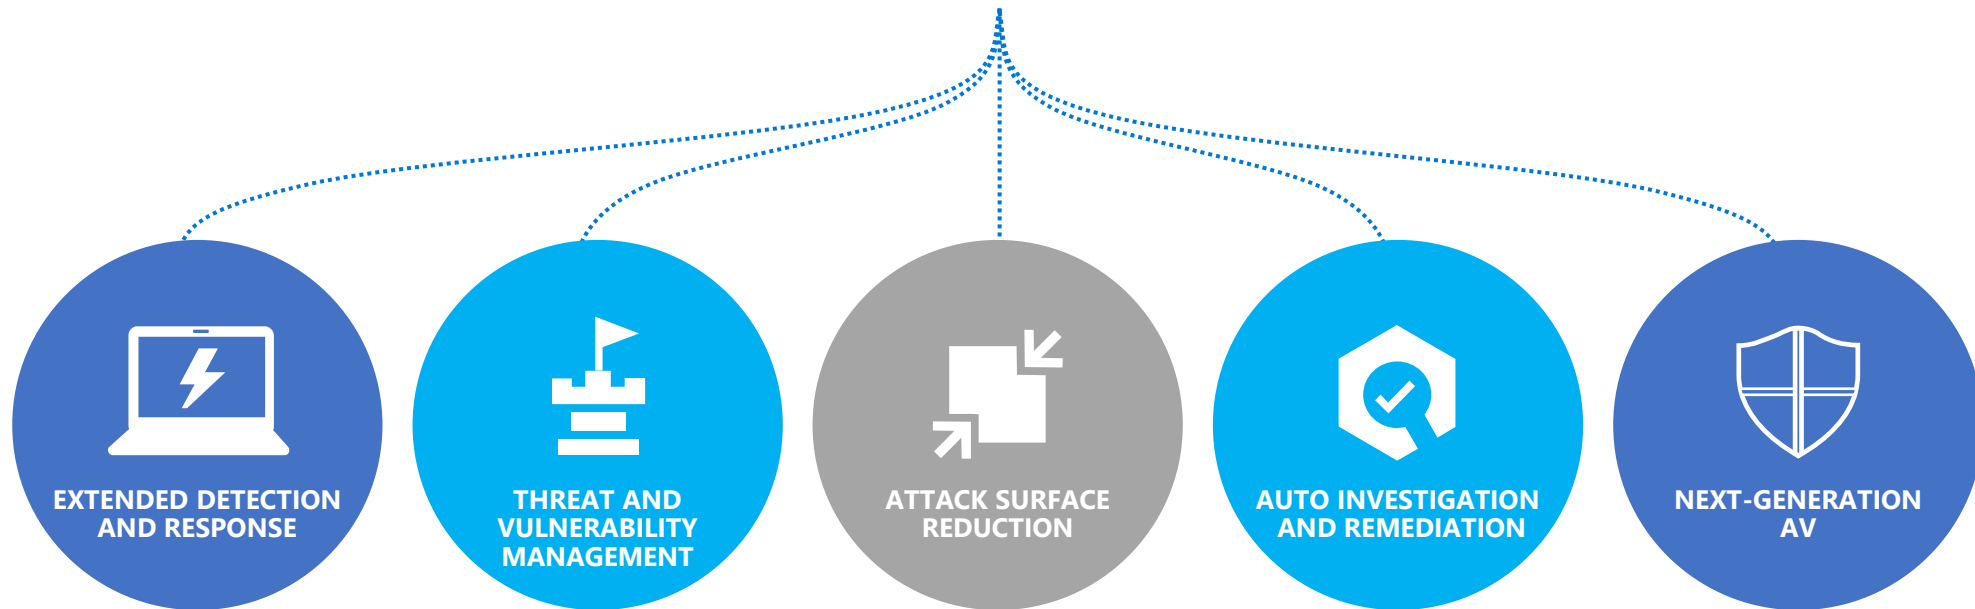 EXTENDED DETECTION
AND RESPONSE
THREAT AND
VULNERABILITY
MANAGEMENT
ATTACK SURFACE
REDUCTION
AUTO INVESTIGATION
AND REMEDIATION
NEXT-GENERATION
AV